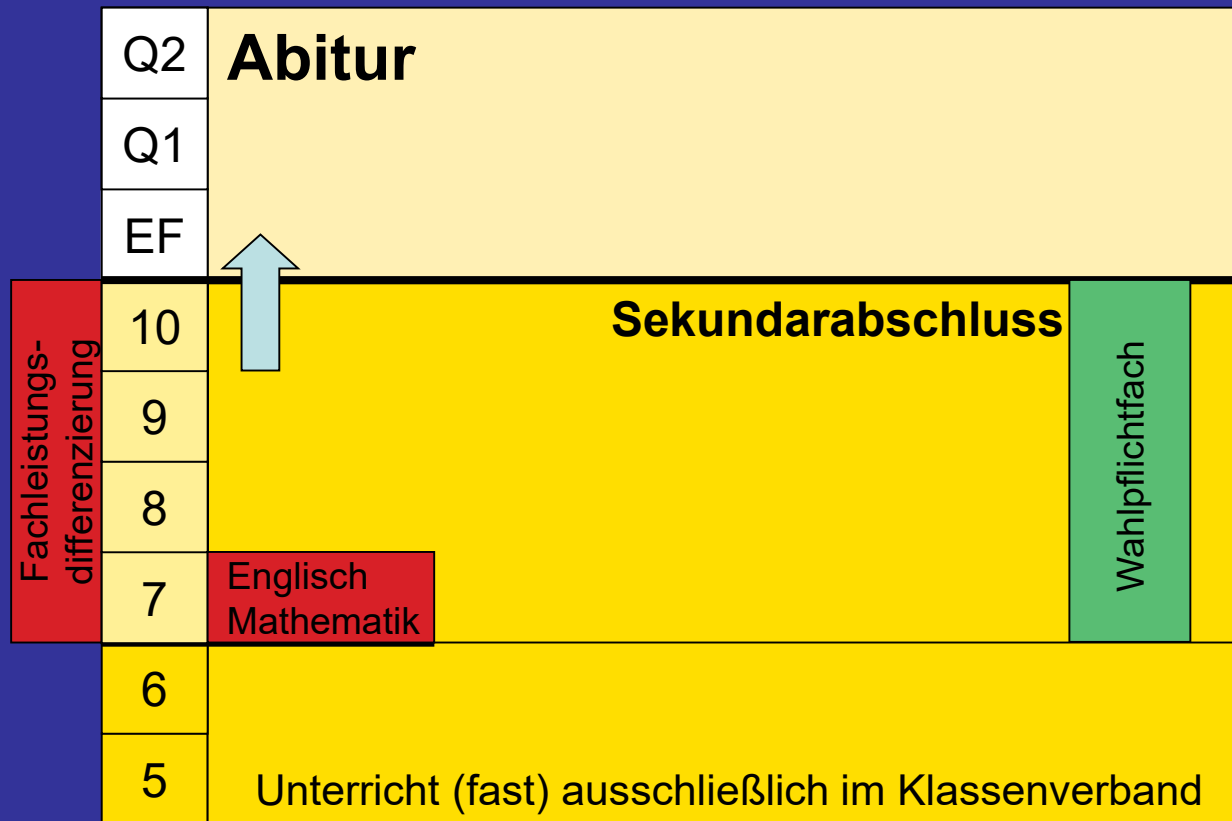 Q2
Abitur
Q1
EF
10
Sekundarabschluss
9
8
7
Englisch
Mathematik
6
5
Unterricht (fast) ausschließlich im Klassenverband
Fachleistungs-
differenzierung
Wahlpflichtfach